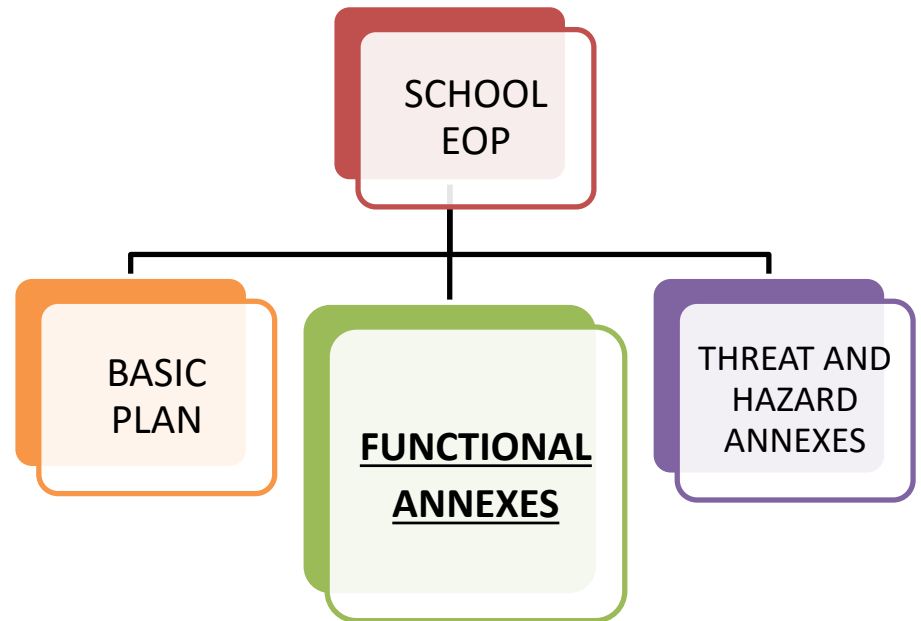 SCHOOL
EOP
BASIC
PLAN
FUNCTIONAL
ANNEXES
THREAT AND
HAZARD
ANNEXES